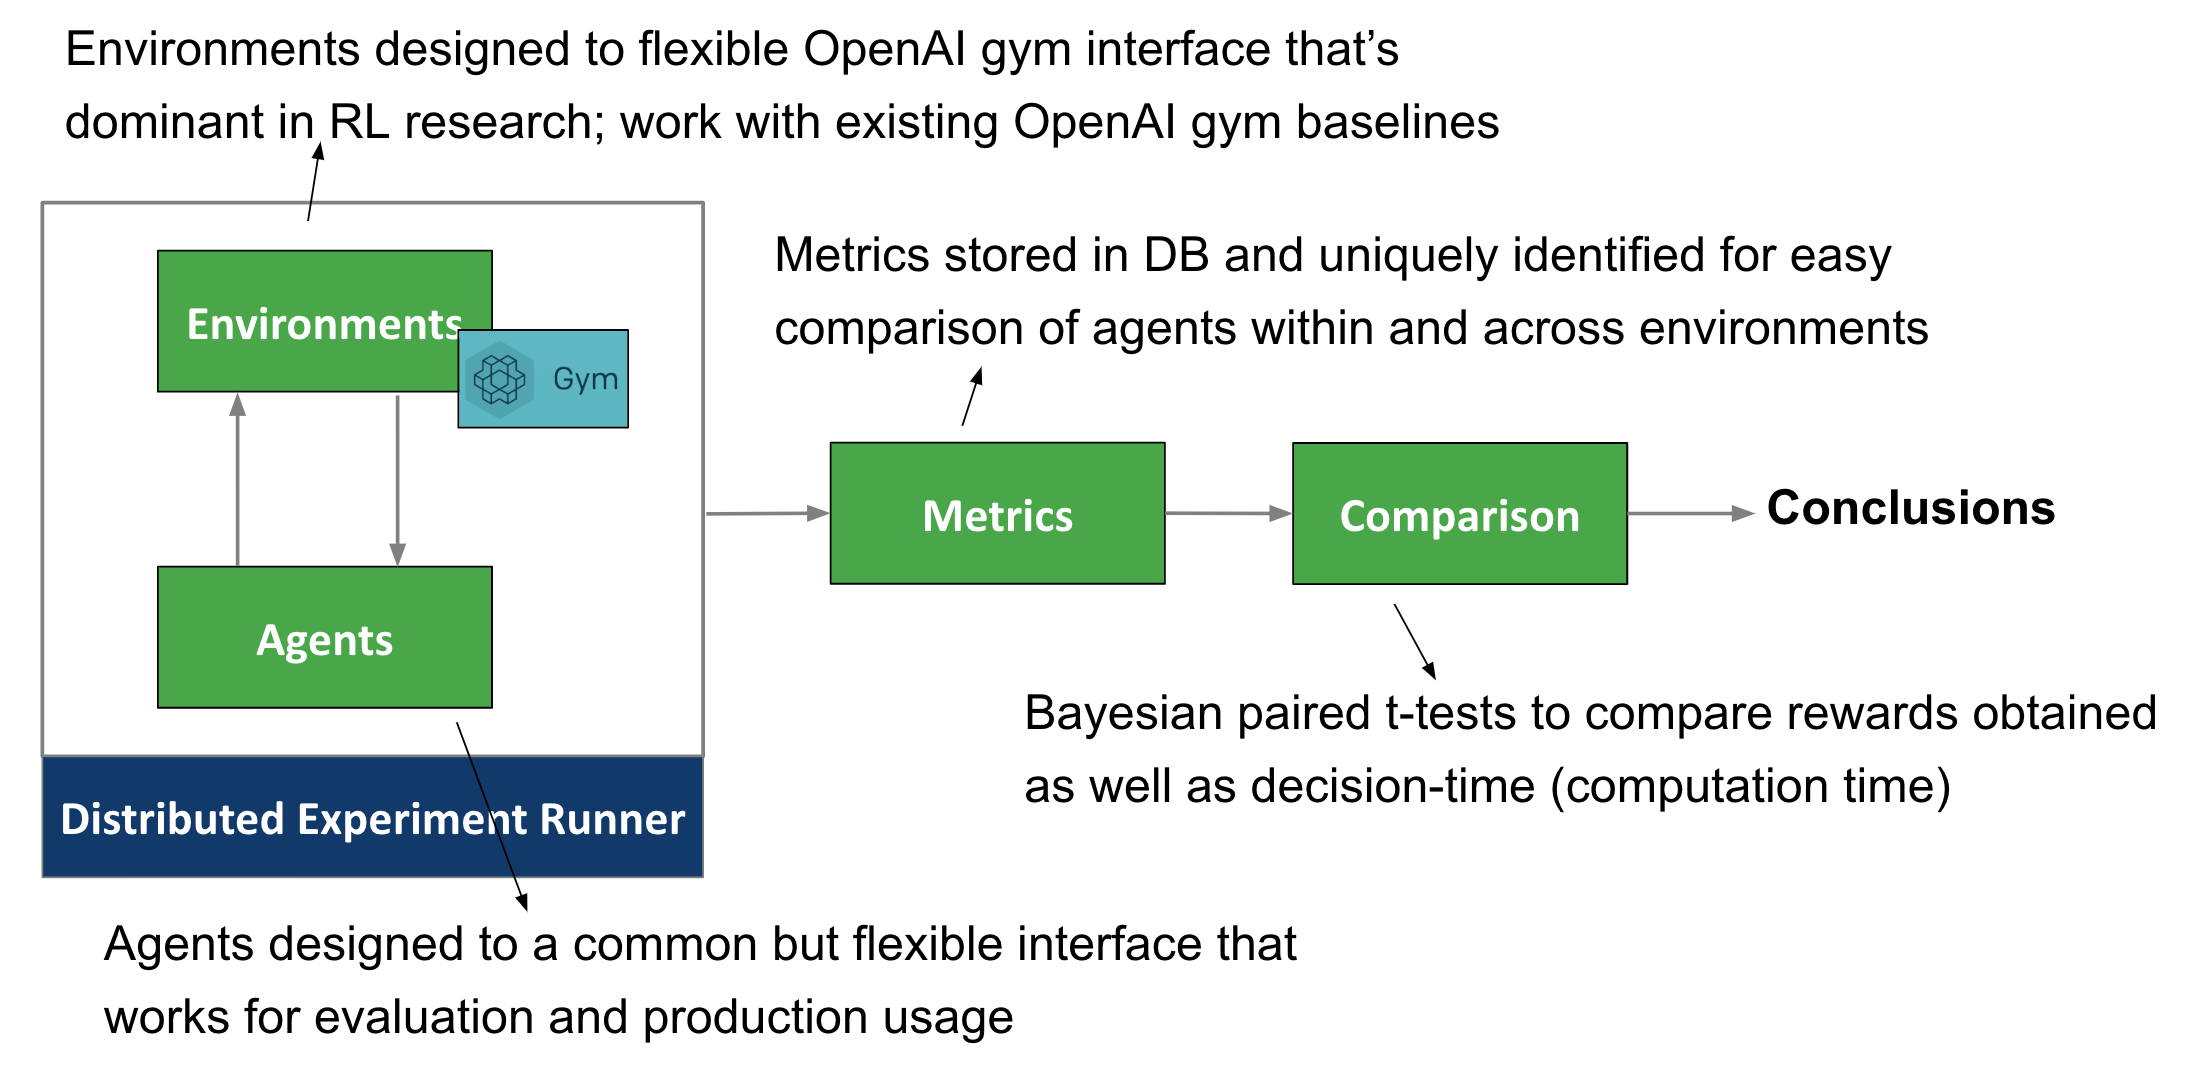 Environments designed to flexible OpenAI gym interface that’s
dominant in RL research; work with existing OpenAI gym baselines
Environments
Gym
Agents
Distributed Experiment Runner
Metrics stored in DB and uniquely identified for easy
comparison of agents within and across environments
Metrics
Comparison
Conclusions
Bayesian paired t-tests to compare rewards obtained
as well as decision-time (computation time)
Agents designed to a common but flexible interface that
works for evaluation and production usage